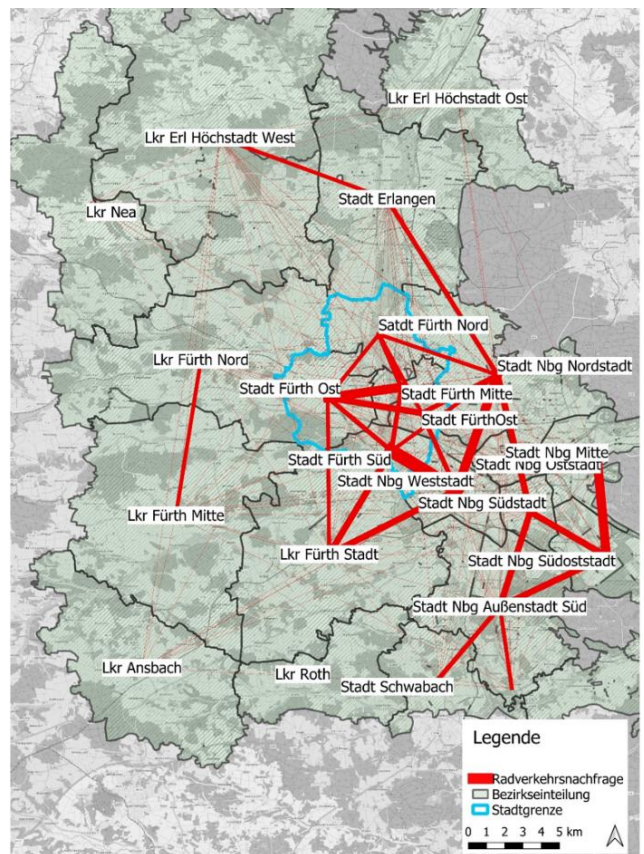 Lkr Erl Höchstadt Ost
Lkr Erl Höchstadt West
Lkr Nea
Stadt Erlangen
Satdt Fürth Nord
Lkr Fürth Nord
Stadt Nbg Nordstadt
Stadt Fürth Ost
Stadt Fürth Mitte
Stadt FürthOst
Stadt Nbg Mitte
Stadt Fürth Süd
Stadt Nbg Oststadt
Stadt Nbg Weststadt
Stadt Nbg Südstadt
Lkr Fürth Mitte
Lkr Fürth Stadt
Stadt Nbg Südoststadt
Stadt Nbg Außenstadt Süd
Lkr Ansbach
Lkr Roth
Stadt Schwabach
Legende
Radverkehrsnachfrage
Bezirkseinteilung
Stadtgrenze
0 1 2 3 4 5 km